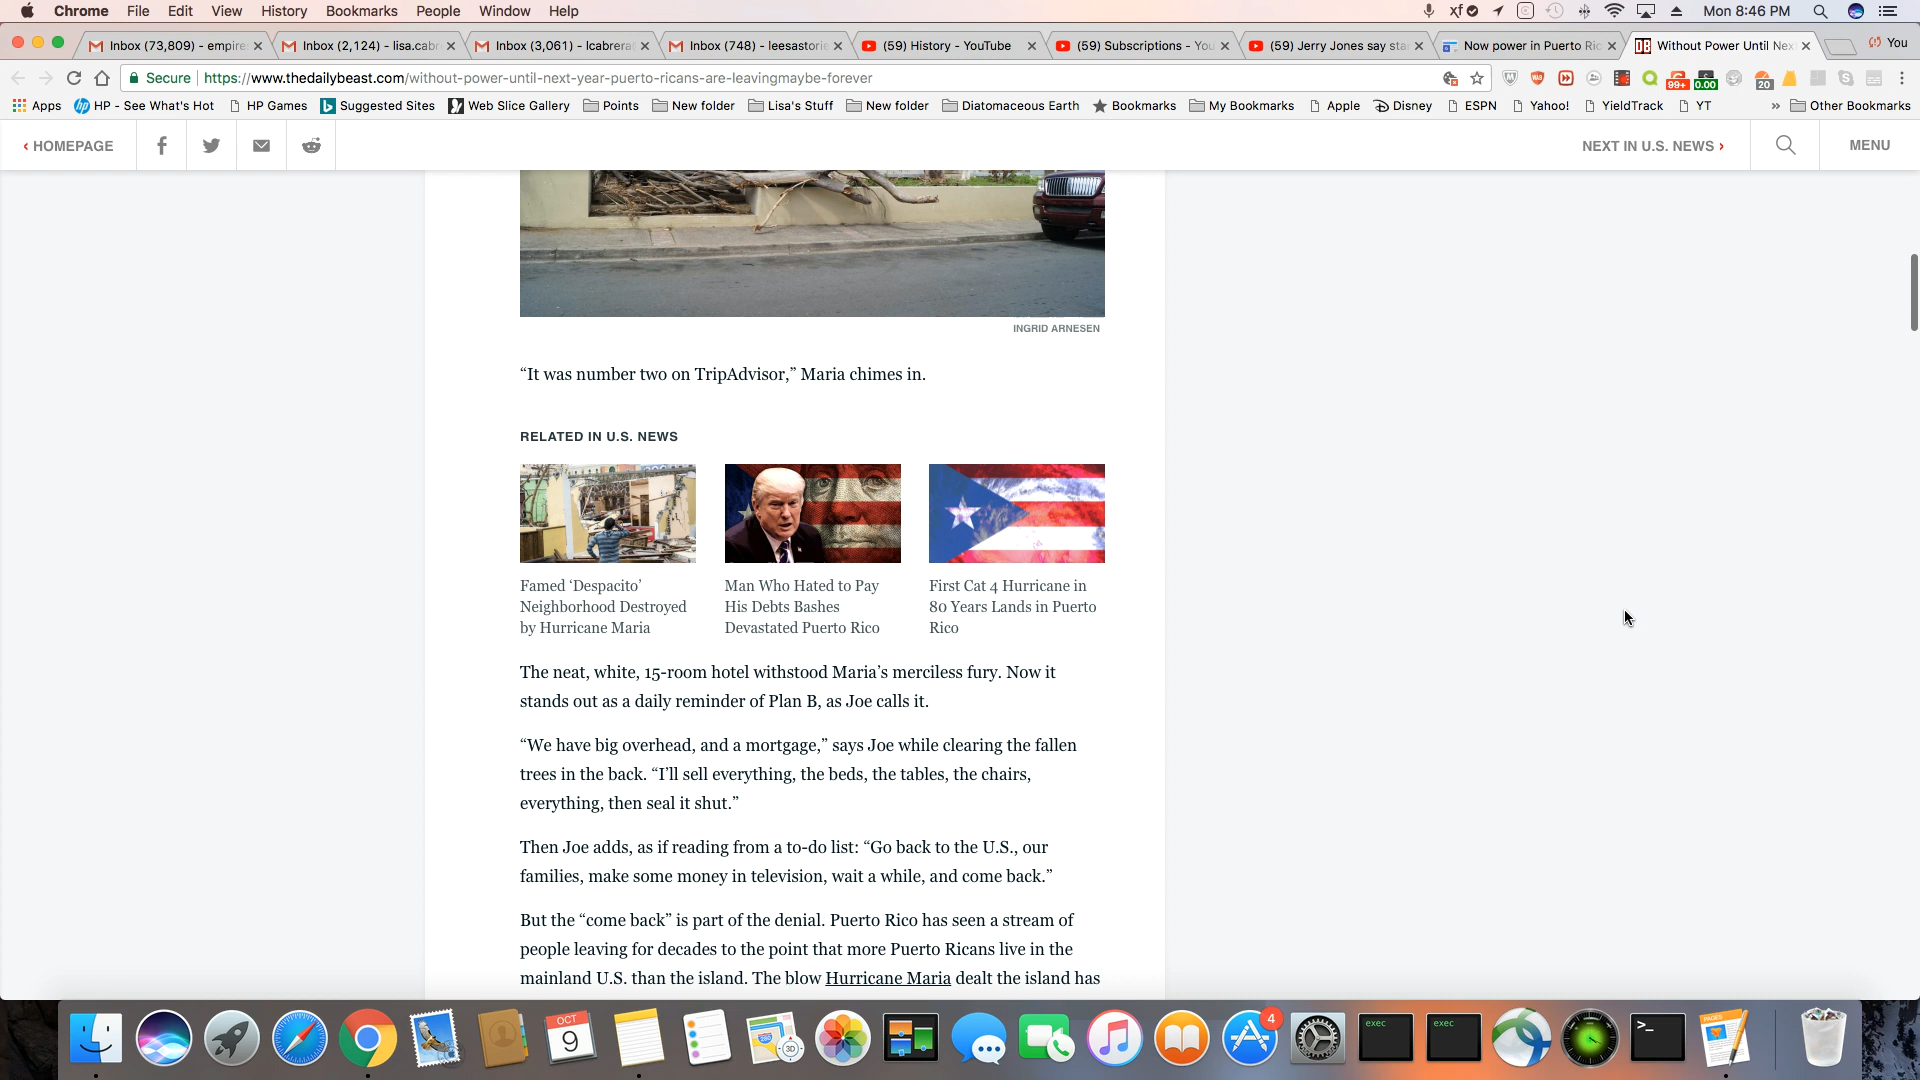 Chrome File Edit View History Bookmarks People Window Help Mon 8:46 PM
Inbox (73,809) - empire Inbox (2,124) - lisa.cabr Inbox (3,061) - lcabrera Inbox (748) - leesastorie (59) History - YouTube (59) Subscriptions - You (59) Jerry Jones say sta Now power in Puerto Ric Without Power Until Nex You
Secure https://www.thedailybeast.com/without-power-until-next-year-puerto-ricans-are-leavingmaybe-forever 99+ 0.00 20
Apps HP - See What's Hot HP Games Suggested Sites Web Slice Gallery Points New folder Lisa's Stuff New folder Diatomaceous Earth Bookmarks My Bookmarks Apple Disney ESPN Yahoo! YieldTrack YT » Other Bookmarks
‹ HOMEPAGE NEXT IN U.S. NEWS › MENU
INGRID ARNESEN
“It was number two on TripAdvisor,” Maria chimes in.
RELATED IN U.S. NEWS
Famed ‘Despacito’
Neighborhood Destroyed
by Hurricane Maria
Man Who Hated to Pay
His Debts Bashes
Devastated Puerto Rico
First Cat 4 Hurricane in
80 Years Lands in Puerto
Rico
The neat, white, 15-room hotel withstood Maria’s merciless fury. Now it
stands out as a daily reminder of Plan B, as Joe calls it.
“We have big overhead, and a mortgage,” says Joe while clearing the fallen
trees in the back. “I’ll sell everything, the beds, the tables, the chairs,
everything, then seal it shut.”
Then Joe adds, as if reading from a to-do list: “Go back to the U.S., our
families, make some money in television, wait a while, and come back.”
But the “come back” is part of the denial. Puerto Rico has seen a stream of
people leaving for decades to the point that more Puerto Ricans live in the
mainland U.S. than the island. The blow Hurricane Maria dealt the island has
OCT
9
3D
4
exec
exec